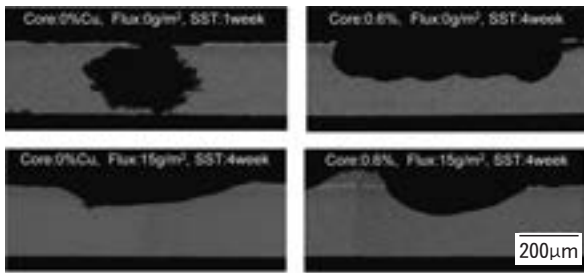 Core:0%Cu, Flux:0g/m², SST:1week
Core:0.6%, Flux:0g/m², SST:4week
Core:0%Cu, Flux:15g/m², SST:4week
Core:0.6%, Flux:15g/m², SST:4week
200μm